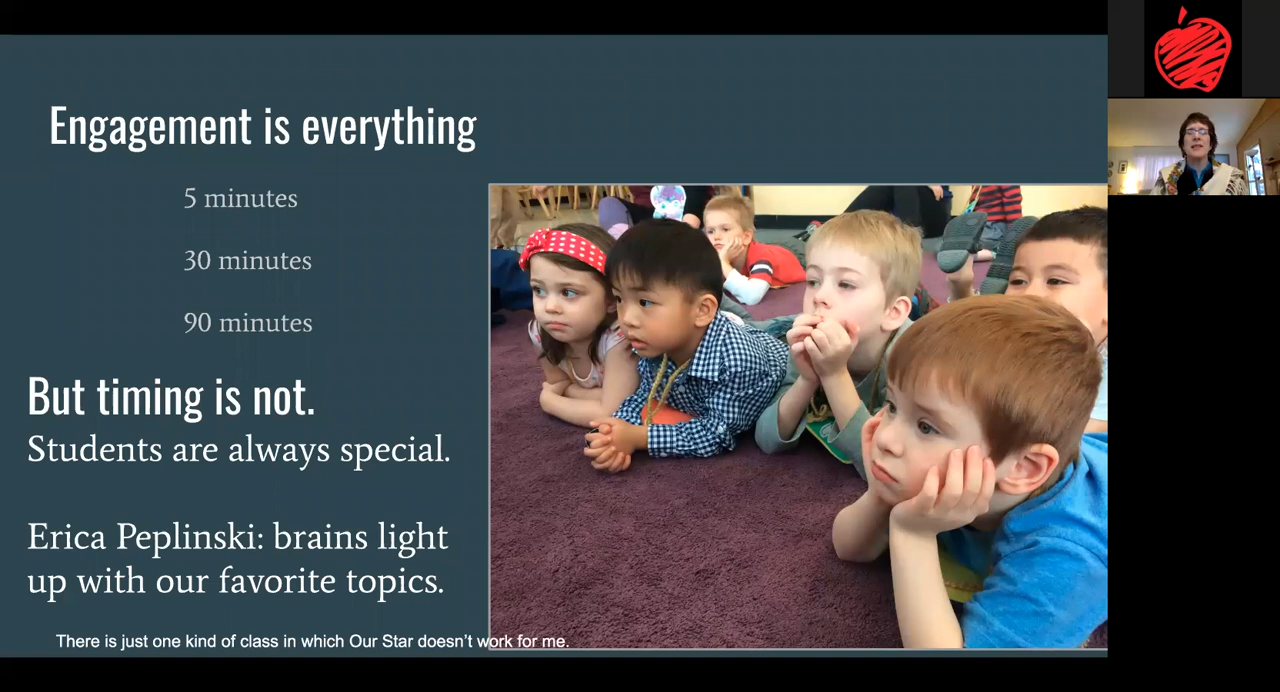 Engagement is everything
5 minutes
30 minutes
90 minutes
But timing is not.
Students are always special.
Erica Peplinski: brains light
up with our favorite topics.
There is just one kind of class in which Our Star doesn’t work for me.